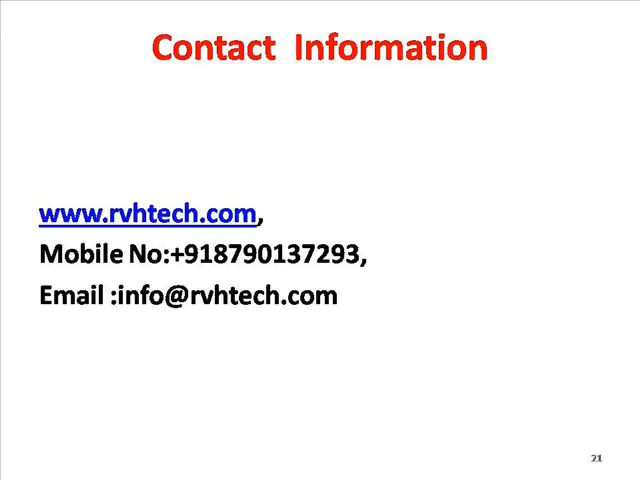 Contact Information
www.rvhtech.com,
Mobile No:+918790137293,
Email :info@rvhtech.com
21